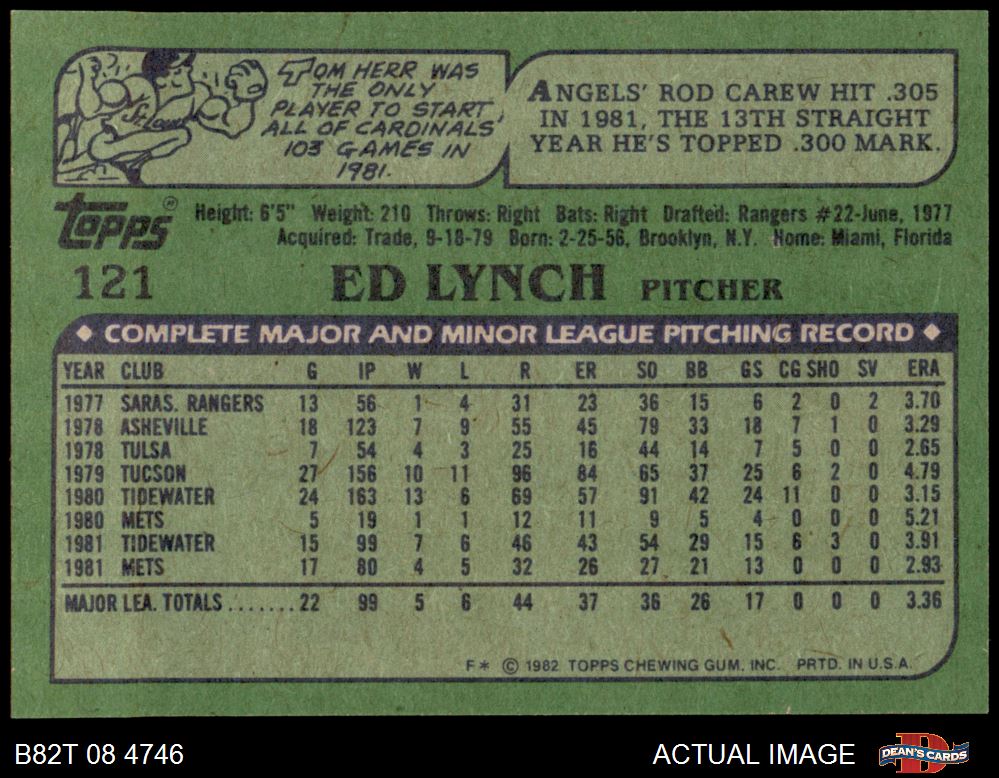 TOM HERR WAS
THE ONLY
PLAYER TO START
ALL OF CARDINALS'
103 GAMES IN
1981.
St. Louis
ANGELS' ROD CAREW HIT .305
IN 1981, THE 13TH STRAIGHT
YEAR HE'S TOPPED .300 MARK.
Topps®
Height: 6'5" Weight: 210 Throws: Right Bats: Right Drafted: Rangers #22-June, 1977
Acquired: Trade, 9-18-79 Born: 2-25-56, Brooklyn, N.Y. Home: Miami, Florida
121 ED LYNCH PITCHER
◆ COMPLETE MAJOR AND MINOR LEAGUE PITCHING RECORD ◆
YEAR CLUB G IP W L R ER SO BB GS CG SHO SV ERA
1977 SARAS. RANGERS 13 56 1 4 31 23 36 15 6 2 0 2 3.70
1978 ASHEVILLE 18 123 7 9 55 45 79 33 18 7 1 0 3.29
1978 TULSA 7 54 4 3 25 16 44 14 7 5 0 0 2.65
1979 TUCSON 27 156 10 11 96 84 65 37 25 6 2 0 4.79
1980 TIDEWATER 24 163 13 6 69 57 91 42 24 11 0 0 3.15
1980 METS 5 19 1 1 12 11 9 5 4 0 0 0 5.21
1981 TIDEWATER 15 99 7 6 46 43 54 29 15 6 3 0 3.91
1981 METS 17 80 4 5 32 26 27 21 13 0 0 0 2.93
MAJOR LEA. TOTALS.......22 99 5 6 44 37 36 26 17 0 0 0 3.36
F* © 1982 TOPPS CHEWING GUM, INC. PRTD. IN U.S.A.
B82T 08 4746 ACTUAL IMAGE D DEAN'S CARDS